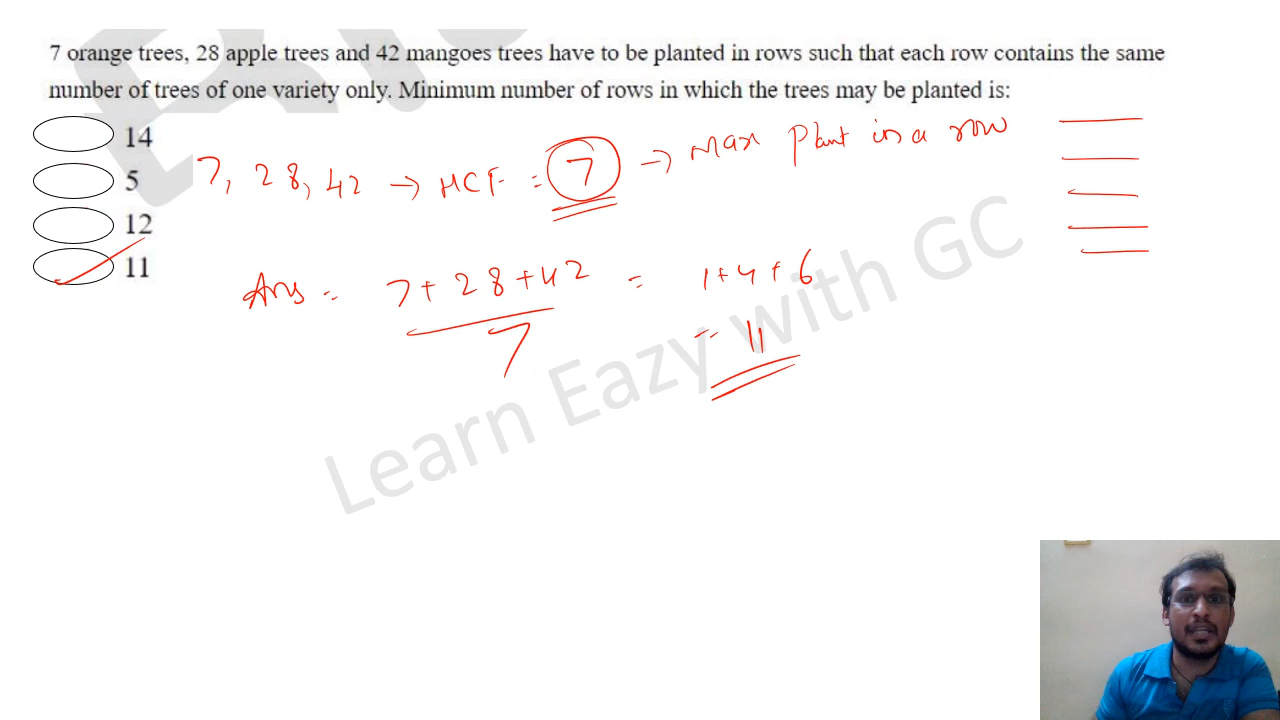 7 orange trees, 28 apple trees and 42 mangoes trees have to be planted in rows such that each row contains the same
number of trees of one variety only. Minimum number of rows in which the trees may be planted is:
14
5
12
11
7, 28, 42 → HCF = 7 → Max Plant in a row
Ans = 7+28+42 = 1+4+6
7
= 11
Learn Eazy with GC